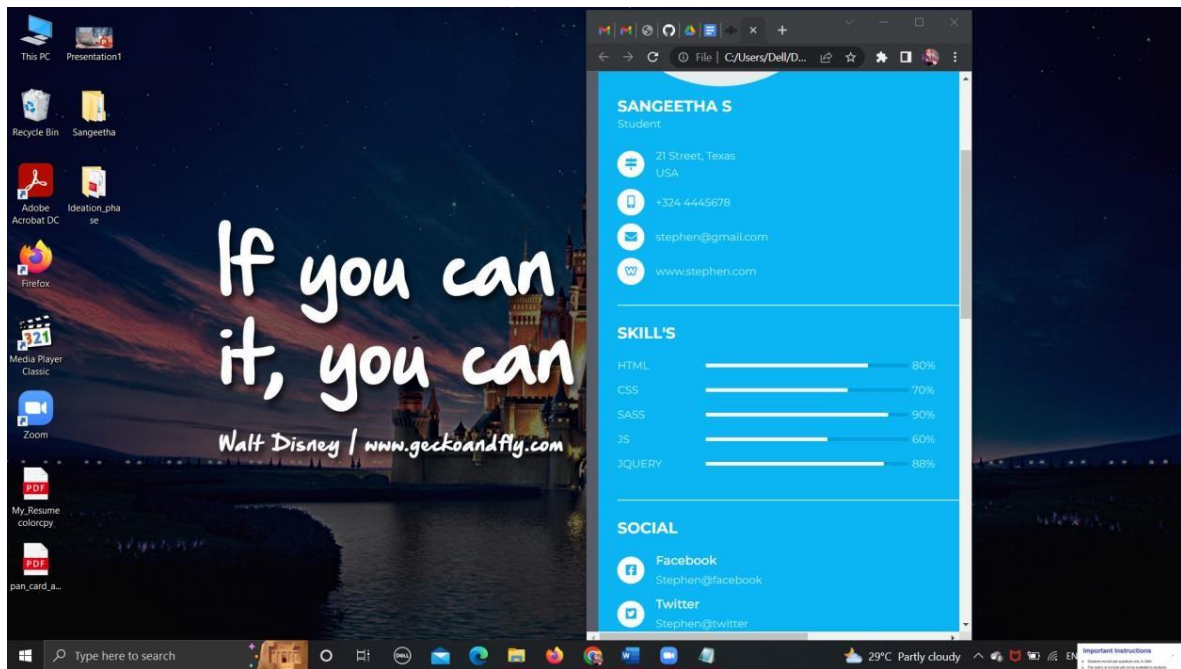 This PC
Presentation1
Recycle Bin
Sangeetha
Adobe
Acrobat DC
Ideation_pha
se
Firefox
Media Player
Classic
Zoom
My_Resume
colorcpy
pan_card_a...
If you can
it, you can
Walt Disney | www.geckoandfly.com
File | C:/Users/Dell/D...
SANGEETHA S
Student
21 Street, Texas
USA
+324 4445678
stephen@gmail.com
www.stephen.com
SKILL'S
HTML 80%
CSS 70%
SASS 90%
JS 60%
JQUERY 88%
SOCIAL
Facebook
Stephen@facebook
Twitter
Stephen@twitter
Type here to search
29°C Partly cloudy
EN
Important Instructions